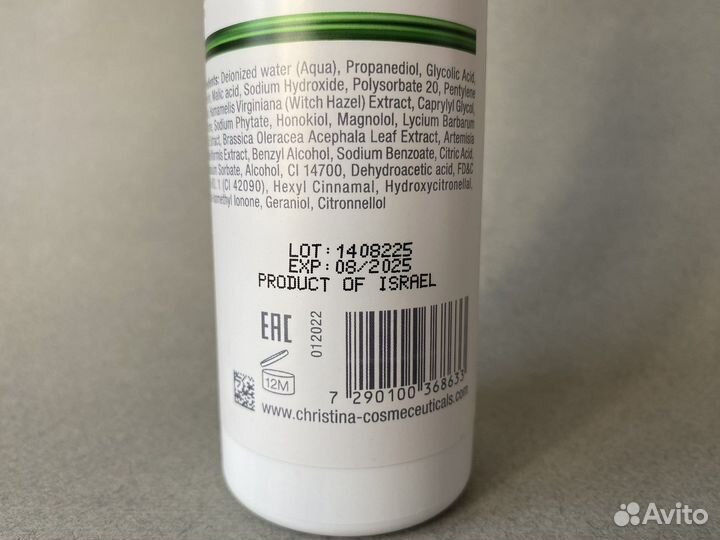 Deionized water (Aqua), Propanediol, Glycolic Acid,
Malic acid, Sodium Hydroxide, Polysorbate 20, Pentylene
Hamamelis Virginiana (Witch Hazel) Extract, Caprylyl Glycol,
Sodium Phytate, Honokiol, Magnolol, Lycium Barbarum
Brassica Oleracea Acephala Leaf Extract, Artemisia
Extract, Benzyl Alcohol, Sodium Benzoate, Citric Acid,
Sorbate, Alcohol, CI 14700, Dehydroacetic acid, FD&C
1 (CI 42090), Hexyl Cinnamal, Hydroxycitronellal,
Ionone, Geraniol, Citronellol
LOT:1408225
EXP:08/2025
PRODUCT OF ISRAEL
EAC
012022
12M
7 290100 368633
www.christina-cosmeceuticals.com
Avito